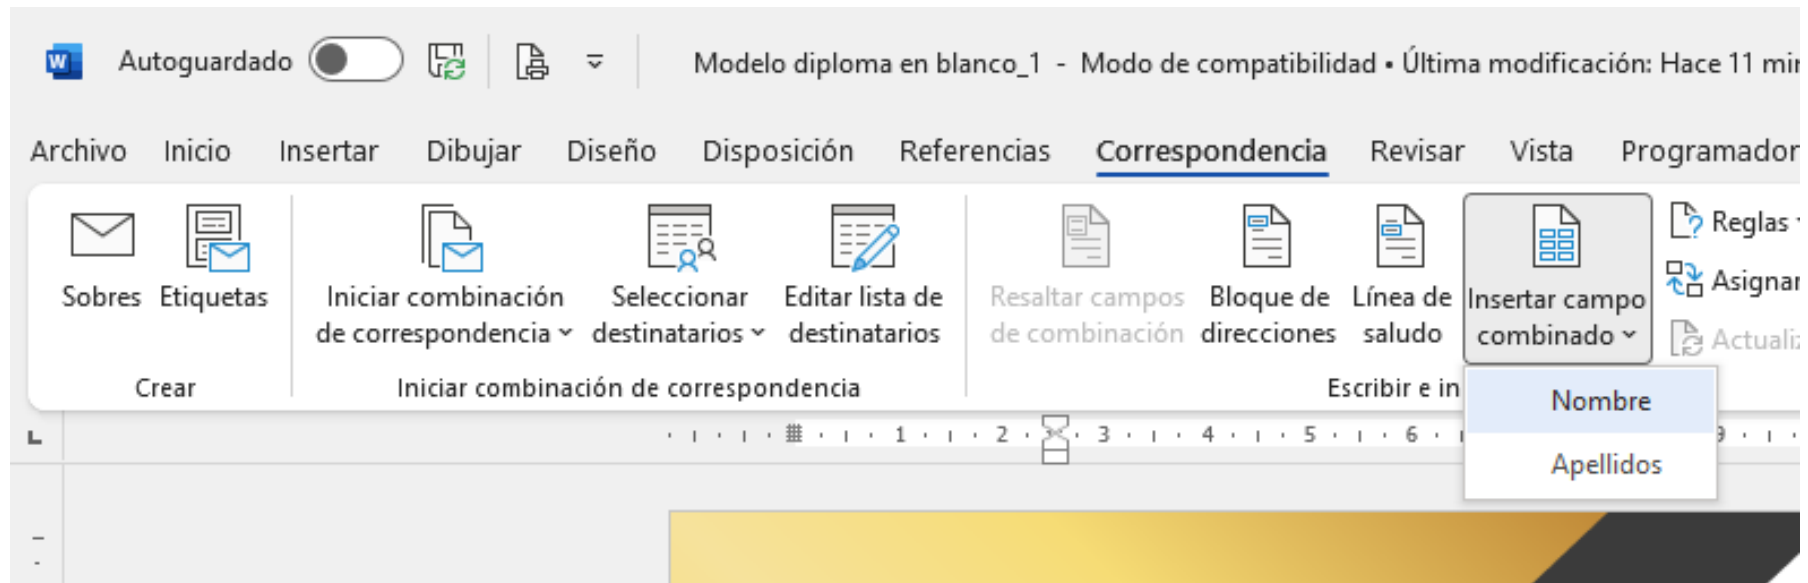 Autoguardado
Modelo diploma en blanco_1 - Modo de compatibilidad • Última modificación: Hace 11
Archivo Inicio Insertar Dibujar Diseño Disposición Referencias Correspondencia Revisar Vista Programador
Sobres Etiquetas
Crear
Iniciar combinación
de correspondencia
Seleccionar
destinatarios
Editar lista de
destinatarios
Iniciar combinación de correspondencia
Resaltar campos
de combinación
Bloque de
direcciones
Línea de
saludo
Insertar campo
combinado
Reglas
Escribir e
Nombre
Apellidos
1 2 3 4 5 6